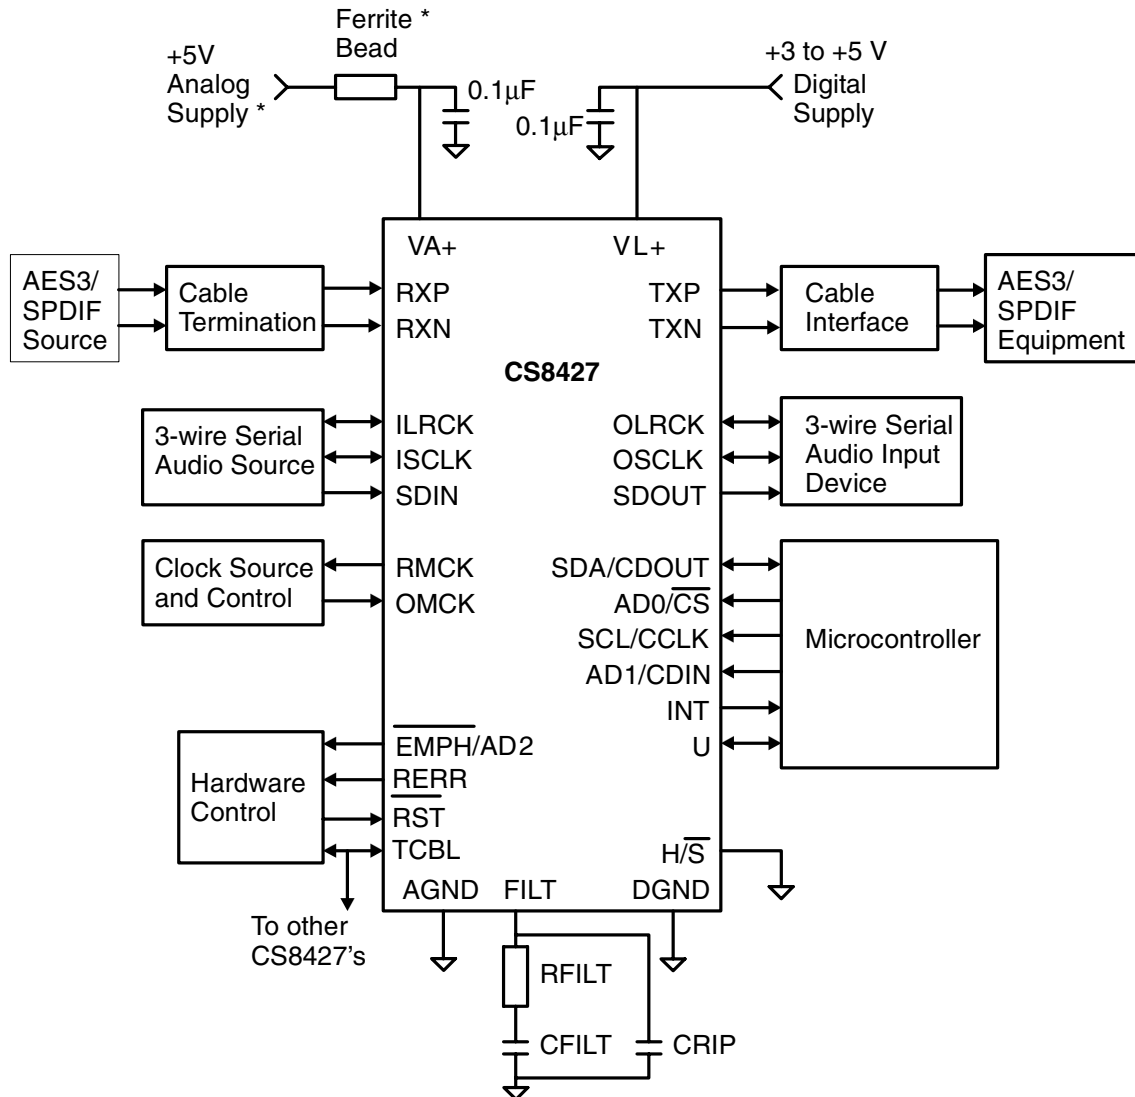 +5V
Analog
Supply *
Ferrite *
Bead
0.1µF
0.1µF
+3 to +5 V
Digital
Supply
VA+
VL+
AES3/
SPDIF
Source
Cable
Termination
RXP
RXN
TXP
TXN
Cable
Interface
AES3/
SPDIF
Equipment
CS8427
3-wire Serial
Audio Source
ILRCK
ISCLK
SDIN
OLRCK
OSCLK
SDOUT
3-wire Serial
Audio Input
Device
Clock Source
and Control
RMCK
OMCK
SDA/CDOUT
AD0/C̅S̅
SCL/CCLK
AD1/CDIN
INT
U
Microcontroller
Hardware
Control
E̅M̅P̅H̅/AD2
RERR
R̅S̅T̅
TCBL
H/S̅
AGND
FILT
DGND
To other
CS8427's
RFILT
CFILT
CRIP